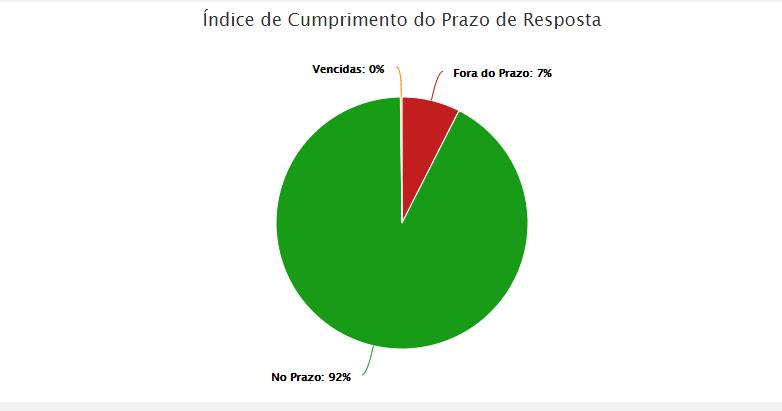 Índice de Cumprimento do Prazo de Resposta
Vencidas: 0%
Fora do Prazo: 7%
No Prazo: 92%